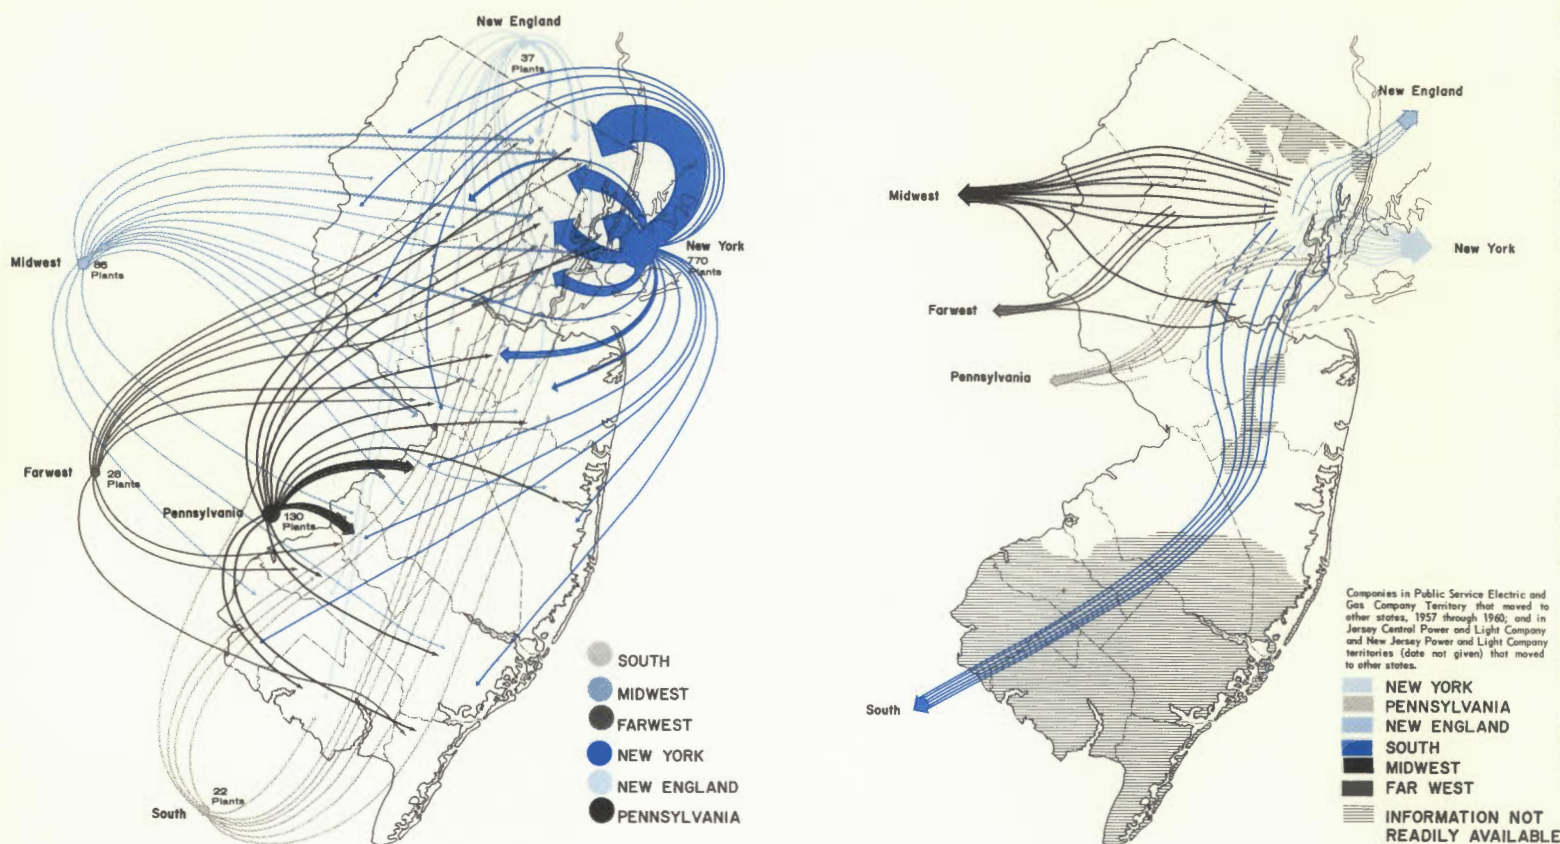 New England
37
Plants
Midwest
86
Plants
New York
770
Plants
Farwest
Plants
Pennsylvania
130
Plants
South
22
Plants
SOUTH
MIDWEST
FARWEST
NEW YORK
NEW ENGLAND
PENNSYLVANIA
New England
Midwest
New York
Farwest
Pennsylvania
South
Companies in Public Service Electric and
Gas Company Territory that moved to
other states, 1957 through 1960; and in
Jersey Central Power and Light Company
and New Jersey Power and Light Company
territories (date not given) that moved
to other states.
NEW YORK
PENNSYLVANIA
NEW ENGLAND
SOUTH
MIDWEST
FAR WEST
INFORMATION NOT
READILY AVAILABLE